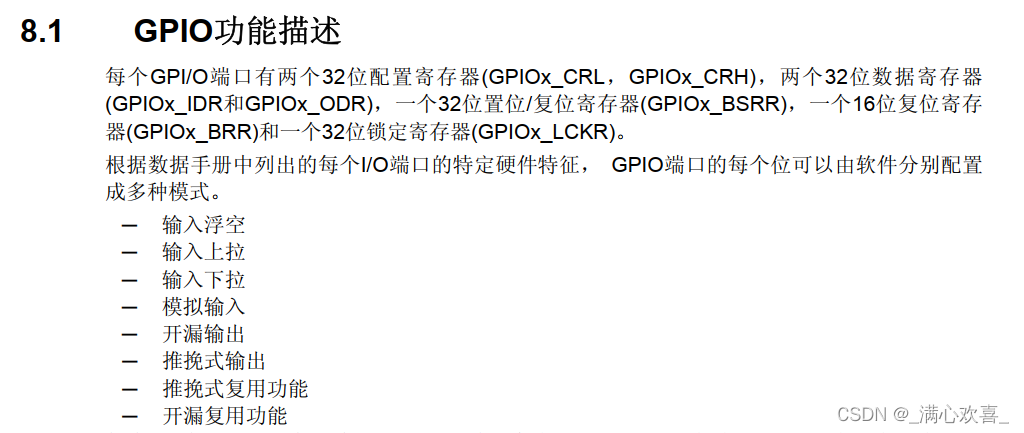 8.1 GPIO功能描述
每个GPI/O端口有两个32位配置寄存器(GPIOx_CRL，GPIOx_CRH)，两个32位数据寄存器
(GPIOx_IDR和GPIOx_ODR)，一个32位置位/复位寄存器(GPIOx_BSRR)，一个16位复位寄存
器(GPIOx_BRR)和一个32位锁定寄存器(GPIOx_LCKR)。
根据数据手册中列出的每个I/O端口的特定硬件特征， GPIO端口的每个位可以由软件分别配置
成多种模式。
─ 输入浮空
─ 输入上拉
─ 输入下拉
─ 模拟输入
─ 开漏输出
─ 推挽式输出
─ 推挽式复用功能
─ 开漏复用功能
CSDN @_满心欢喜_